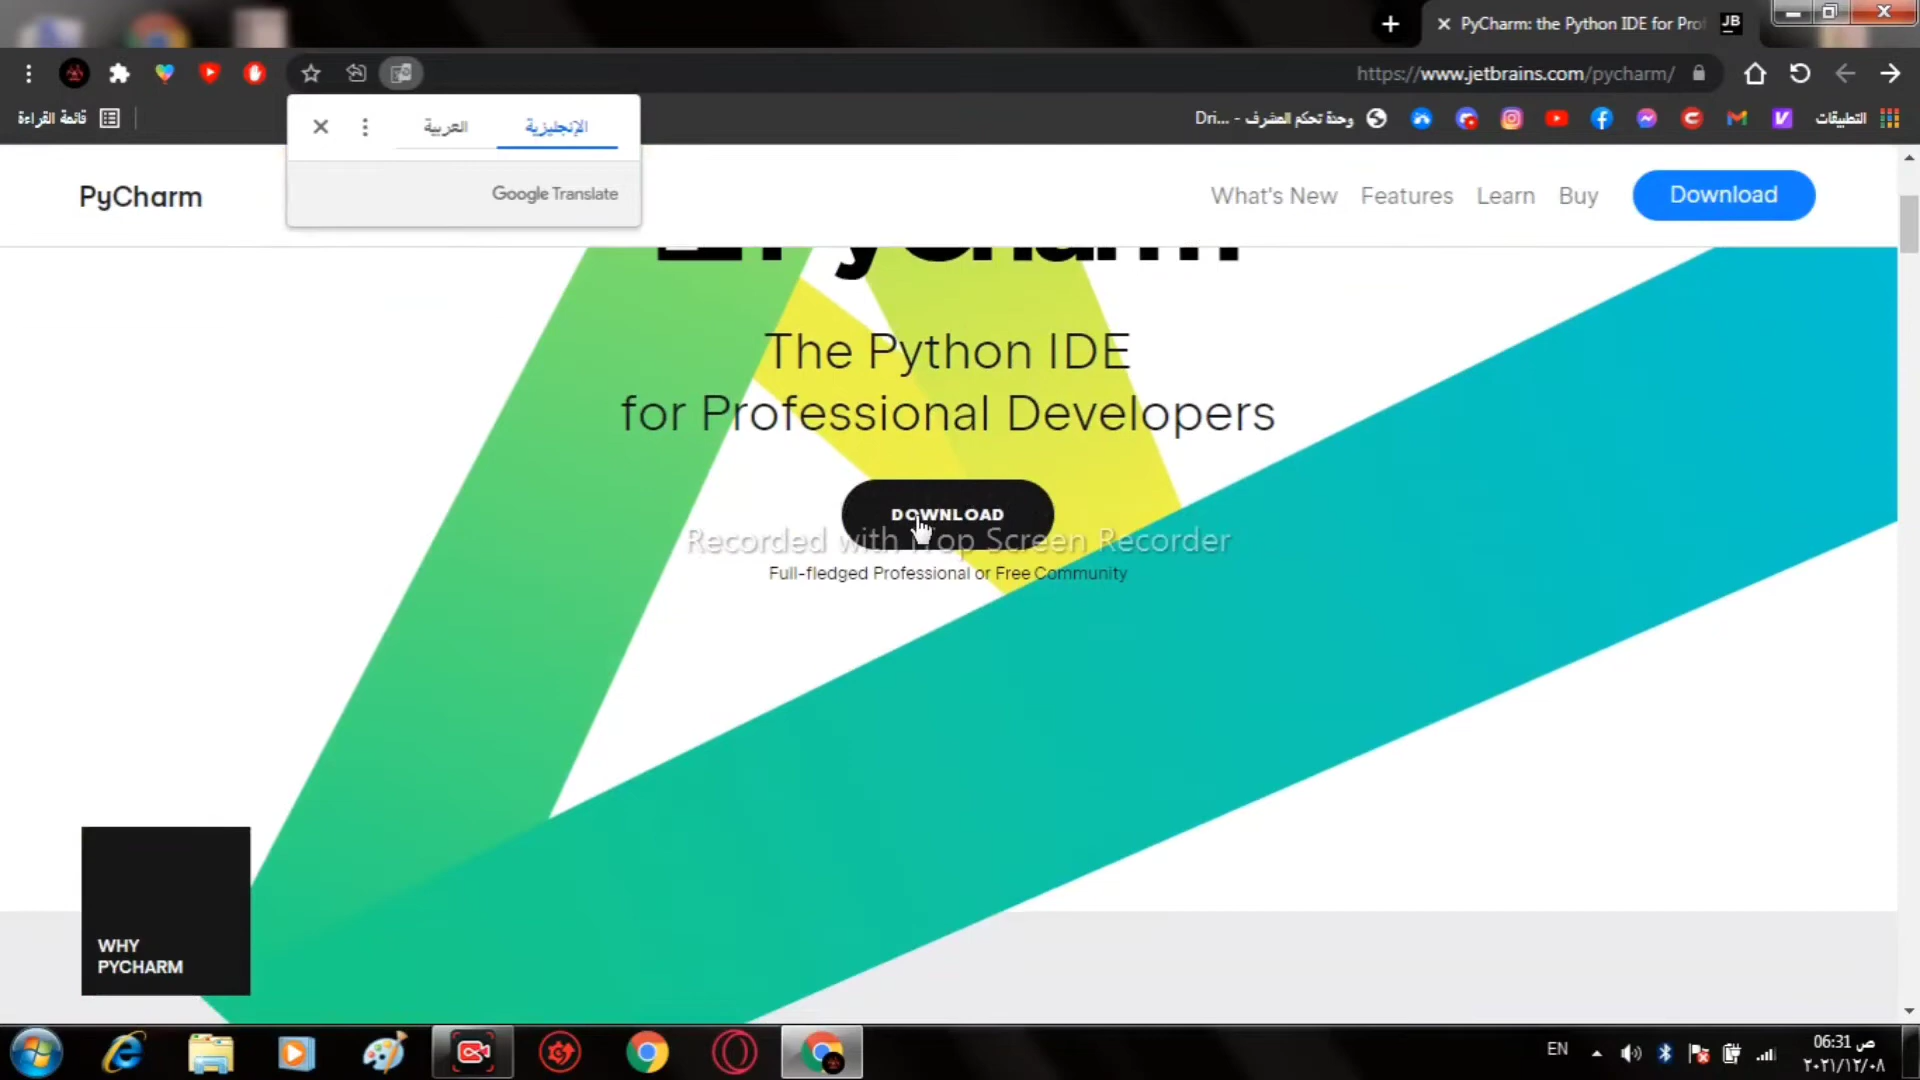 PyCharm: the Python IDE for Pro
JB
https://www.jetbrains.com/pycharm/
قائمة القراءة
وحدة تحكم المشرف - Dri...
التطبيقات
العربية
الإنجليزية
Google Translate
PyCharm
What's New
Features
Learn
Buy
Download
PyCharm
The Python IDE
for Professional Developers
DOWNLOAD
Recorded with iTop Screen Recorder
Full-fledged Professional or Free Community
WHY
PYCHARM
EN
06:31 ص
٢٠٢١/١٢/٠٨